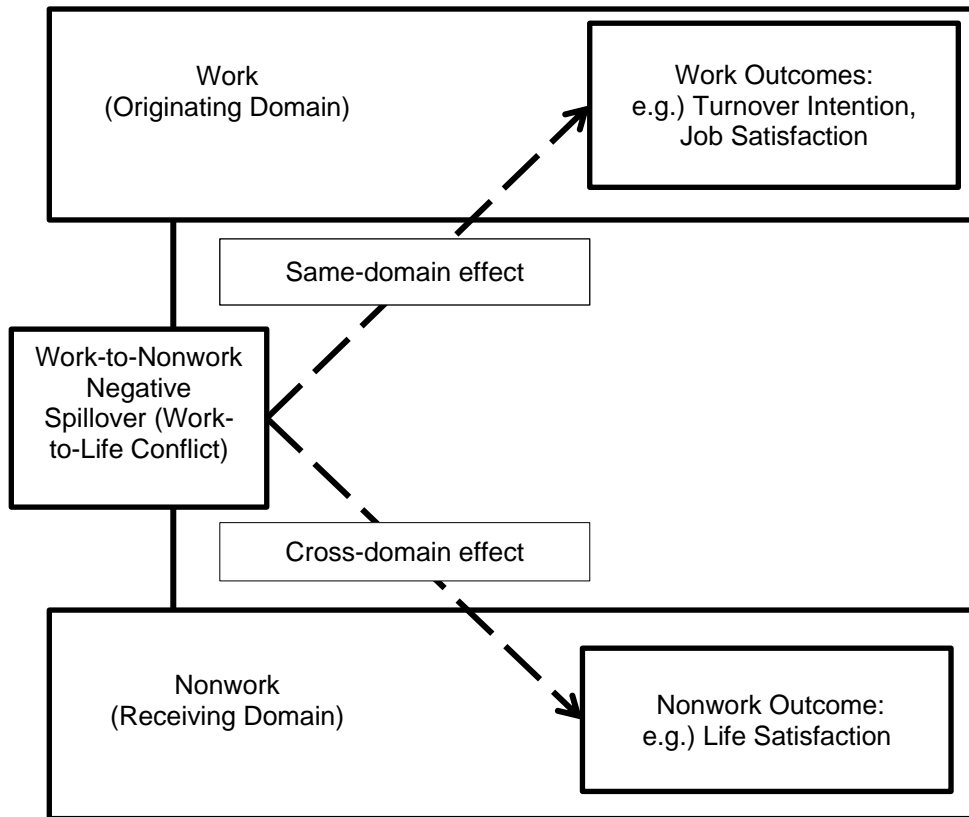 Work
(Originating Domain)
Work Outcomes:
e.g.) Turnover Intention,
Job Satisfaction
Same-domain effect
Work-to-Nonwork
Negative
Spillover (Work-
to-Life Conflict)
Cross-domain effect
Nonwork
(Receiving Domain)
Nonwork Outcome:
e.g.) Life Satisfaction